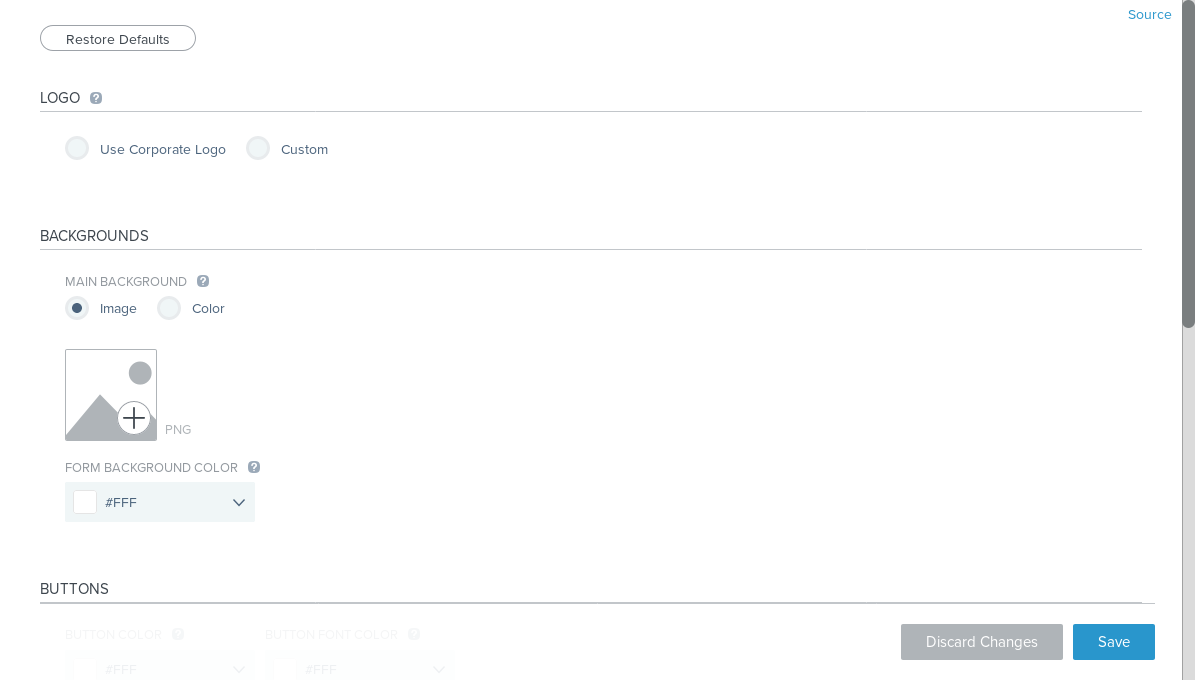 Source
Restore Defaults
LOGO ?
Use Corporate Logo Custom
BACKGROUNDS
MAIN BACKGROUND ?
Image Color
PNG
FORM BACKGROUND COLOR ?
#FFF
BUTTONS
BUTTON COLOR ? BUTTON FONT COLOR ?
Discard Changes Save
#FFF #FFF